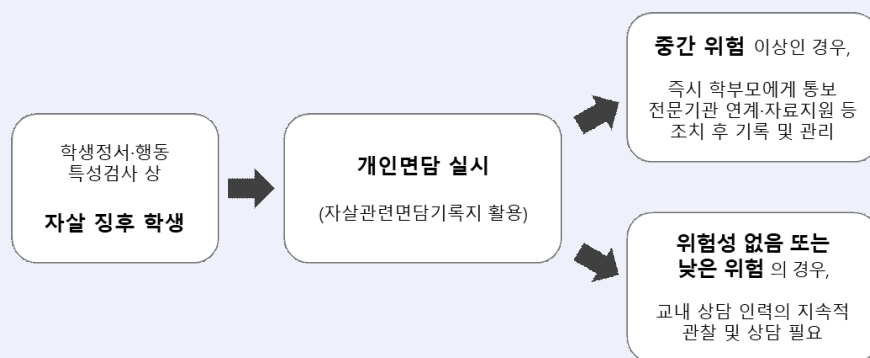 학생정서·행동
특성검사 상
자살 징후 학생
개인면담 실시
(자살관련면담기록지 활용)
중간 위험 이상인 경우,
즉시 학부모에게 통보
전문기관 연계·자료지원 등
조치 후 기록 및 관리
위험성 없음 또는
낮은 위험 의 경우,
교내 상담 인력의 지속적
관찰 및 상담 필요